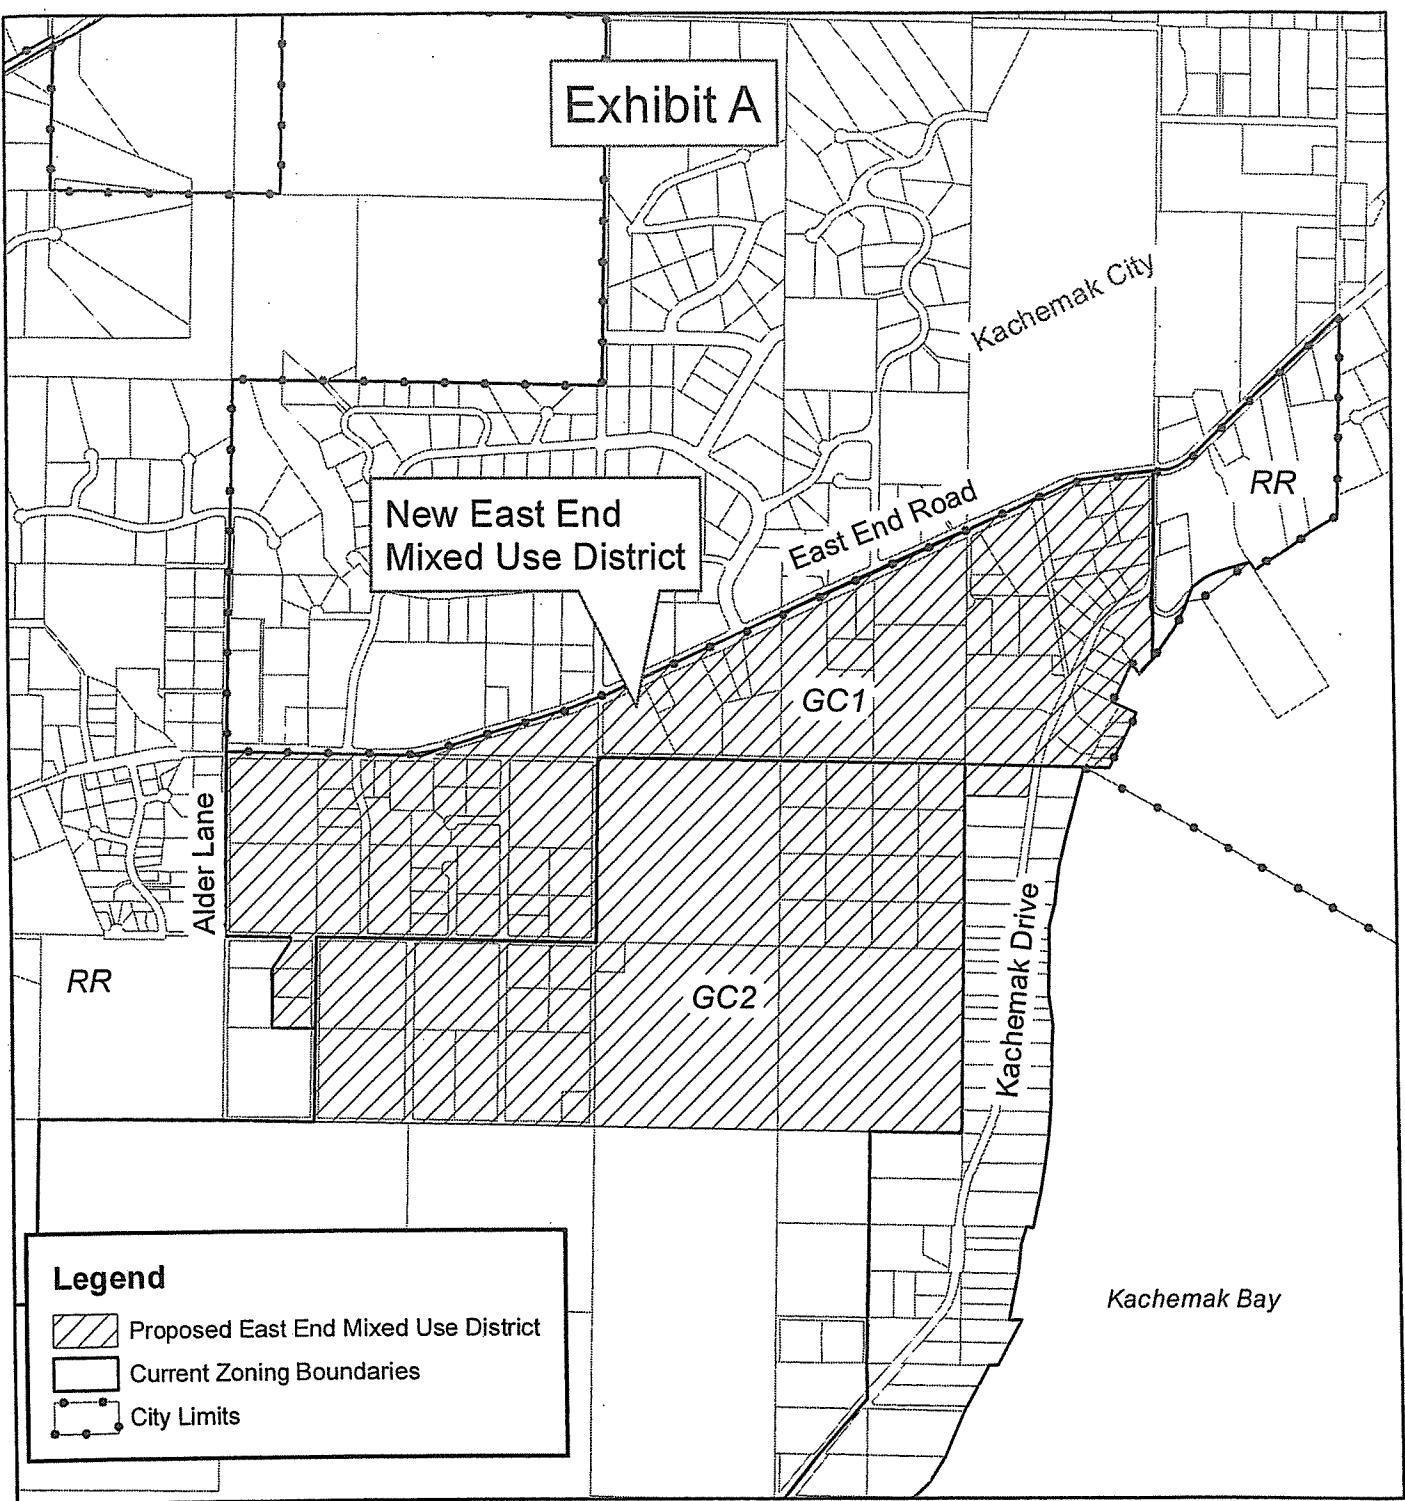 Exhibit A
Kachemak City
RR
New East End
Mixed Use District
East End Road
GC1
Alder Lane
RR
GC2
Kachemak Drive
Legend
Proposed East End Mixed Use District
Current Zoning Boundaries
City Limits
Kachemak Bay